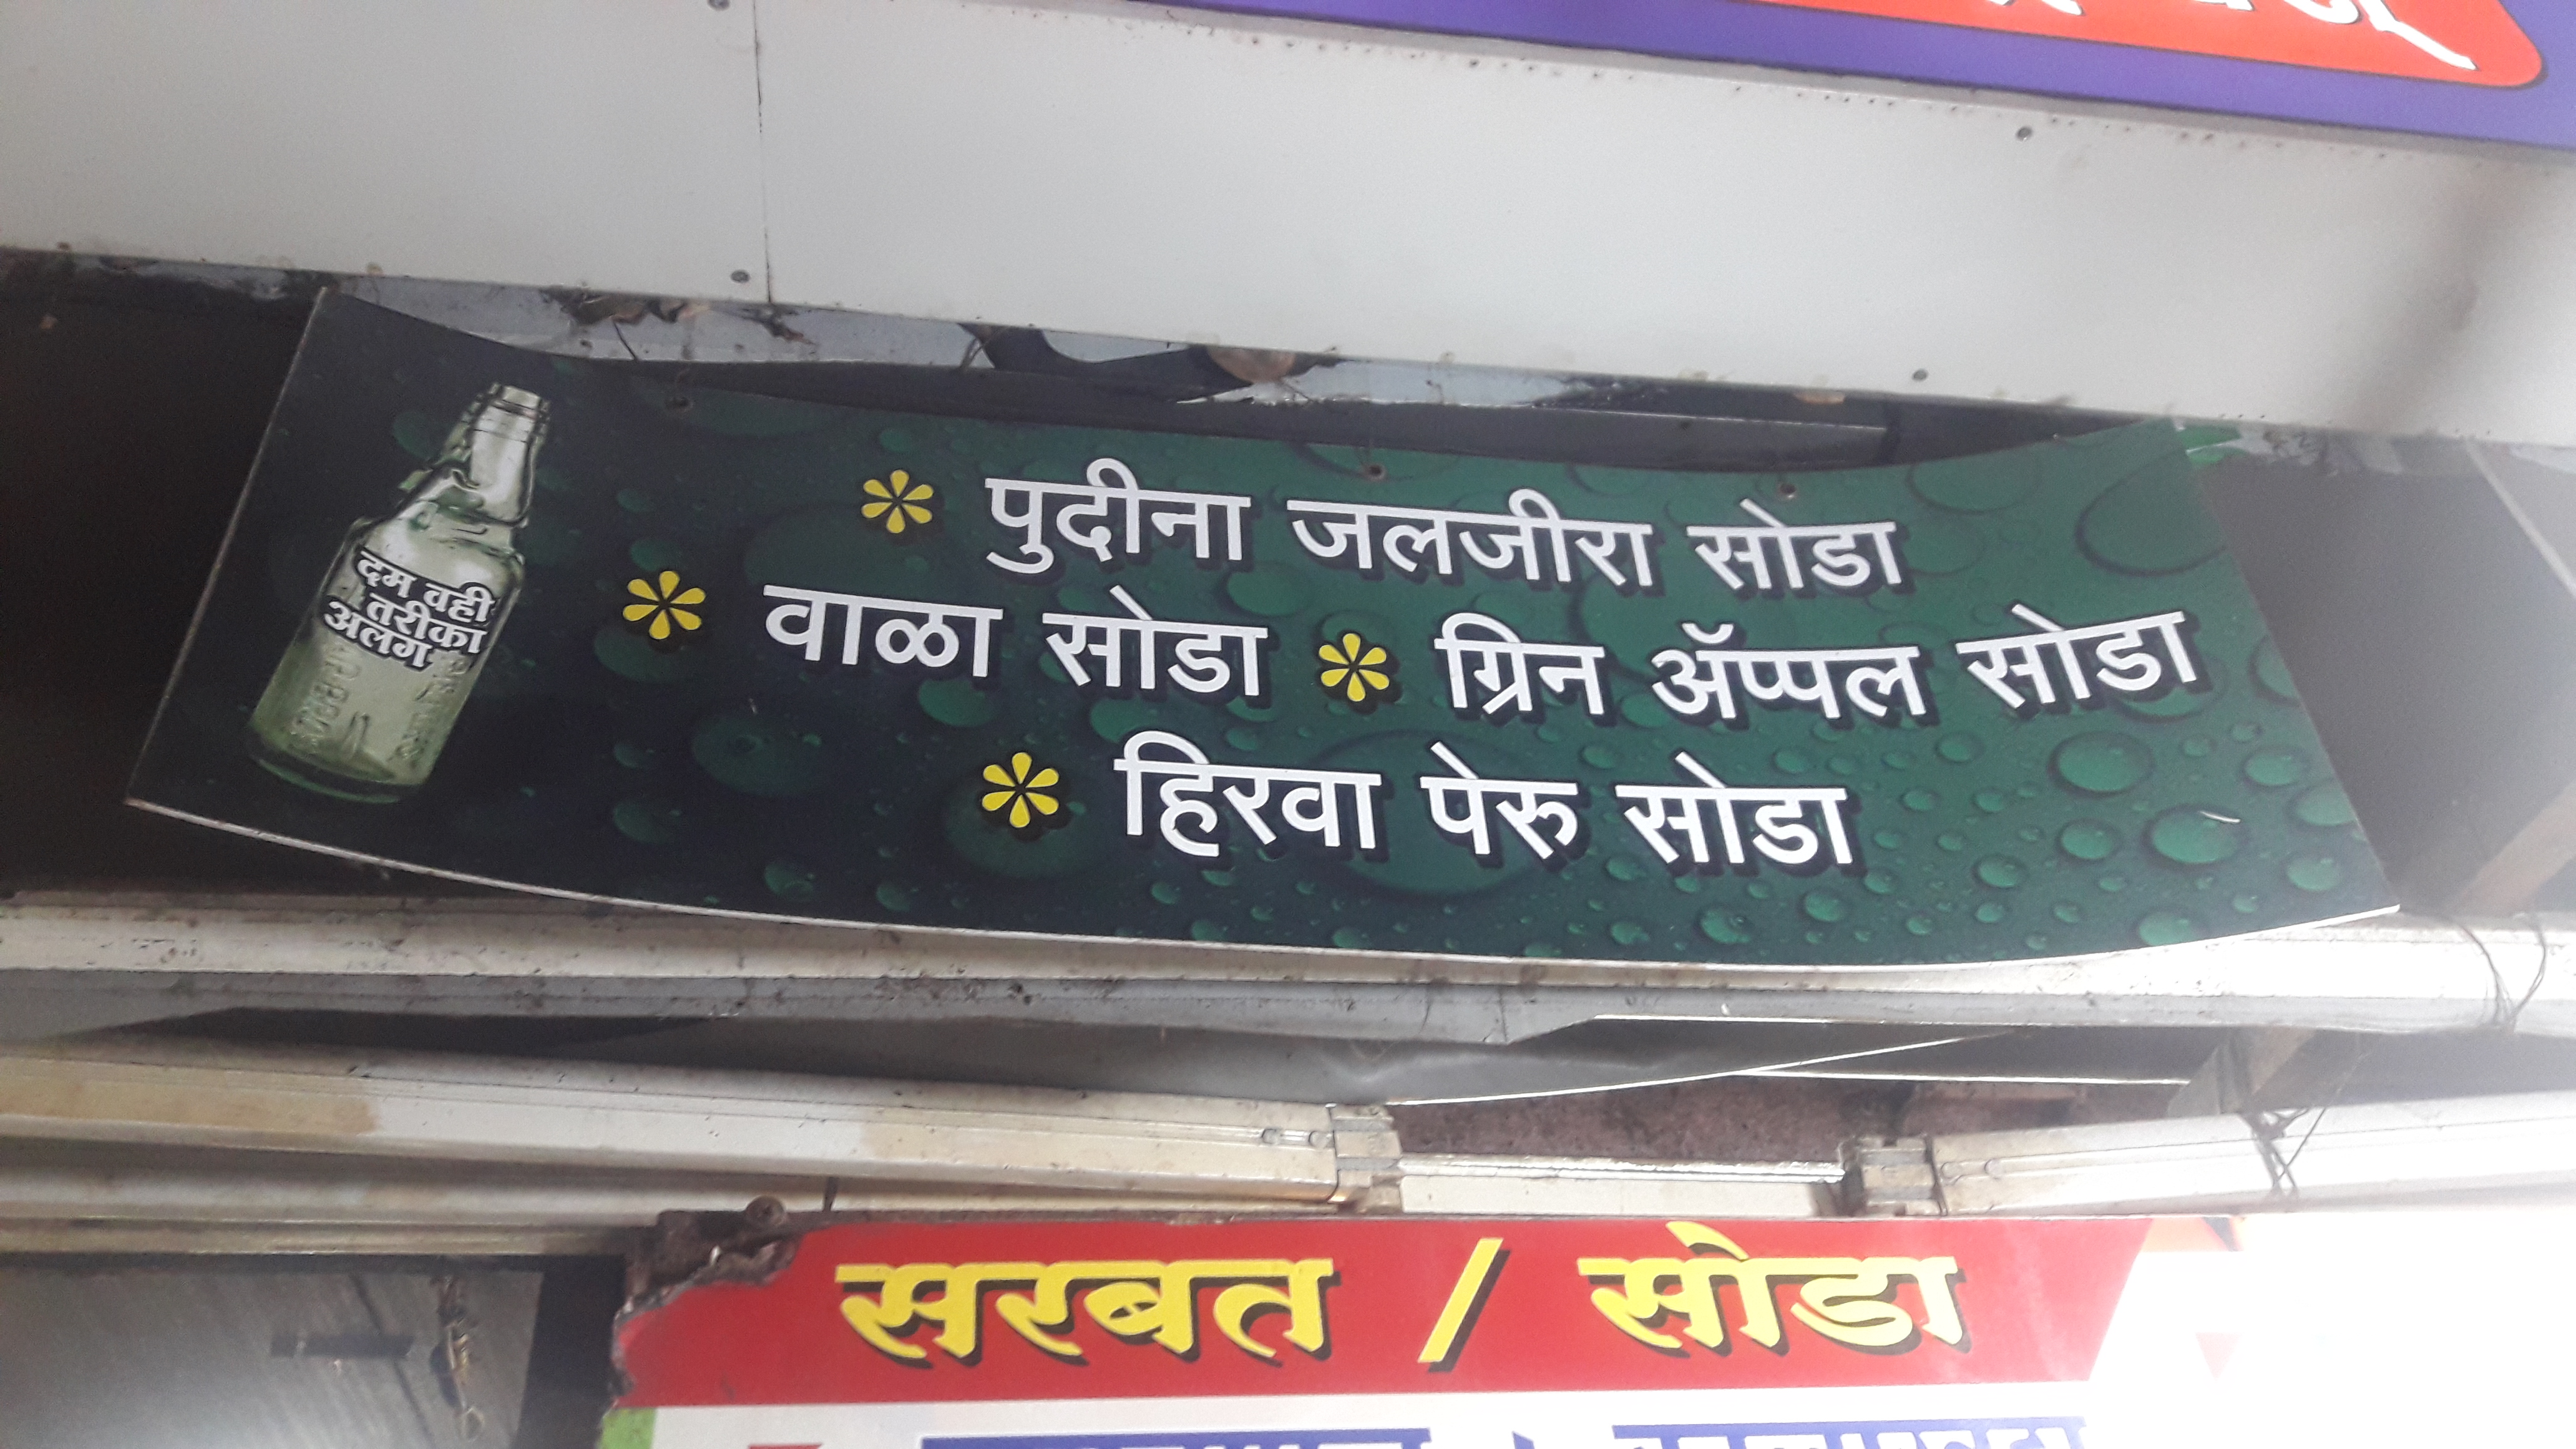 दम वही
तरीका
अलग
* पुदीना जलजीरा सोडा
* वाळा सोडा * ग्रिन ॲप्पल सोडा
* हिरवा पेरु सोडा
सरबत / सोडा